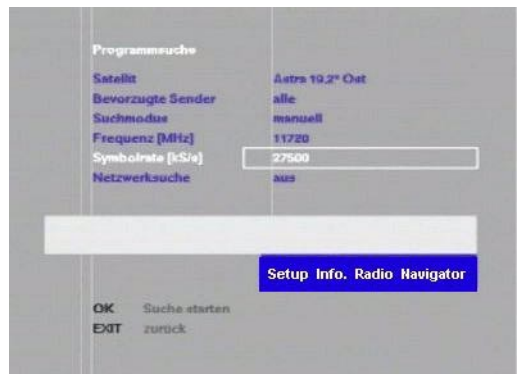 Programmsuche
Satellit Astra 19,2° Ost
Bevorzugte Sender alle
Suchmodus manuell
Frequenz [MHz] 11720
Symbolrate [kS/s] 27500
Netzwerksuche aus
Setup Info. Radio Navigator
OK Suche starten
EXIT zurück